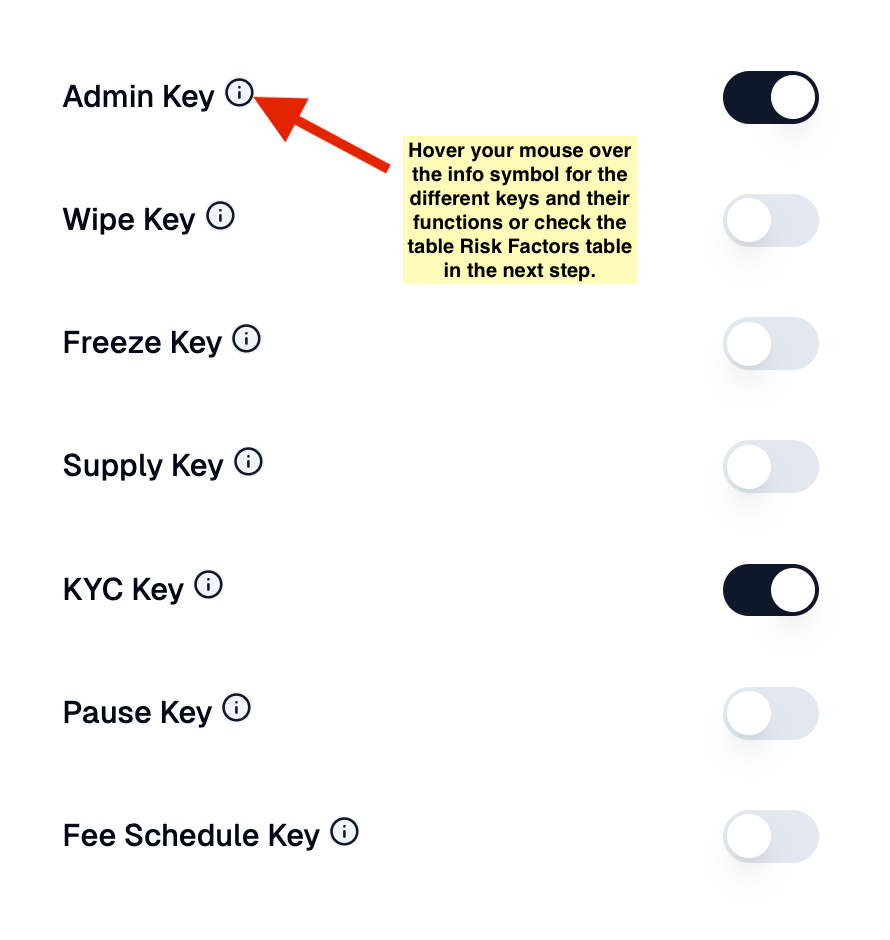 Admin Key
Hover your mouse over
the info symbol for the
different keys and their
functions or check the
table Risk Factors table
in the next step.
Wipe Key
Freeze Key
Supply Key
KYC Key
Pause Key
Fee Schedule Key